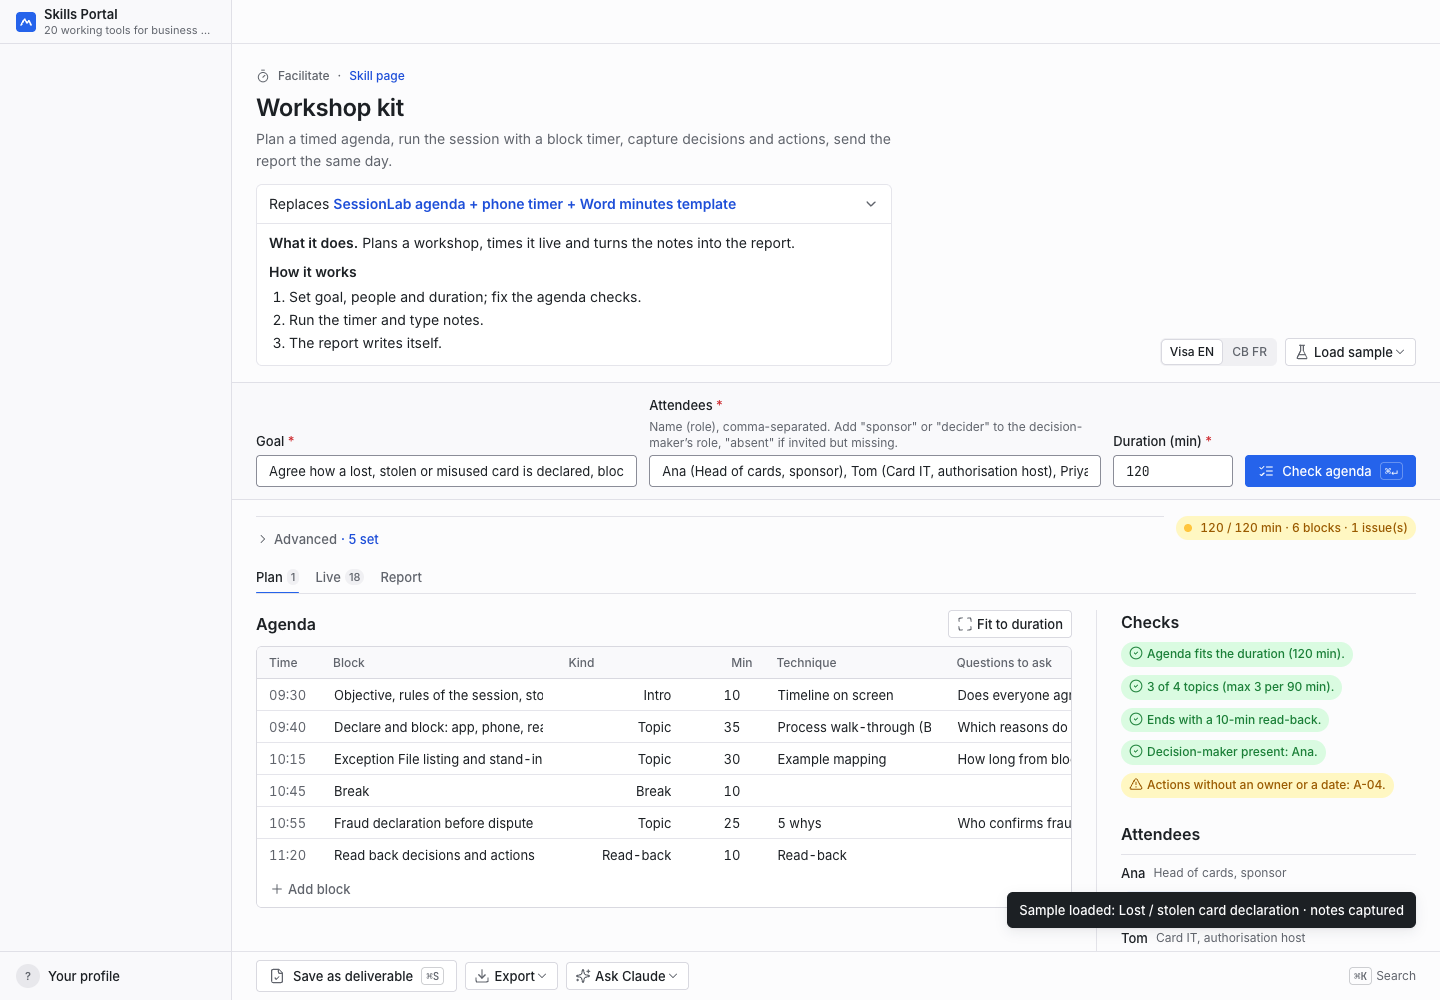 Skills Portal
20 working tools for business ...
Facilitate · Skill page
Workshop kit
Plan a timed agenda, run the session with a block timer, capture decisions and actions, send the
report the same day.
Replaces SessionLab agenda + phone timer + Word minutes template
What it does. Plans a workshop, times it live and turns the notes into the report.
How it works
1. Set goal, people and duration; fix the agenda checks.
2. Run the timer and type notes.
3. The report writes itself.
Visa EN CB FR Load sample
Goal *
Agree how a lost, stolen or misused card is declared, bloc
Attendees *
Name (role), comma-separated. Add "sponsor" or "decider" to the decision-
maker's role, "absent" if invited but missing.
Ana (Head of cards, sponsor), Tom (Card IT, authorisation host), Priya
Duration (min) *
120
Check agenda ⌘↵
Advanced · 5 set
120 / 120 min · 6 blocks · 1 issue(s)
Plan 1 Live 18 Report
Agenda
Fit to duration
Time Block Kind Min Technique Questions to ask
09:30 Objective, rules of the session, sto Intro 10 Timeline on screen Does everyone agr
09:40 Declare and block: app, phone, rea Topic 35 Process walk-through (B Which reasons do
10:15 Exception File listing and stand-in Topic 30 Example mapping How long from blo
10:45 Break Break 10
10:55 Fraud declaration before dispute Topic 25 5 whys Who confirms frau
11:20 Read back decisions and actions Read-back 10 Read-back
Add block
Checks
Agenda fits the duration (120 min).
3 of 4 topics (max 3 per 90 min).
Ends with a 10-min read-back.
Decision-maker present: Ana.
Actions without an owner or a date: A-04.
Attendees
Ana Head of cards, sponsor
Sample loaded: Lost / stolen card declaration · notes captured
Tom Card IT, authorisation host
? Your profile
Save as deliverable ⌘S Export Ask Claude
⌘K Search